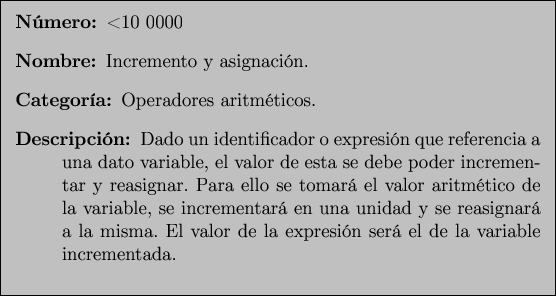 Número: <10 0000
Nombre: Incremento y asignación.
Categoría: Operadores aritméticos.
Descripción: Dado un identificador o expresión que referencia a
una dato variable, el valor de esta se debe poder incremen-
tar y reasignar. Para ello se tomará el valor aritmético de
la variable, se incrementará en una unidad y se reasignará
a la misma. El valor de la expresión será el de la variable
incrementada.